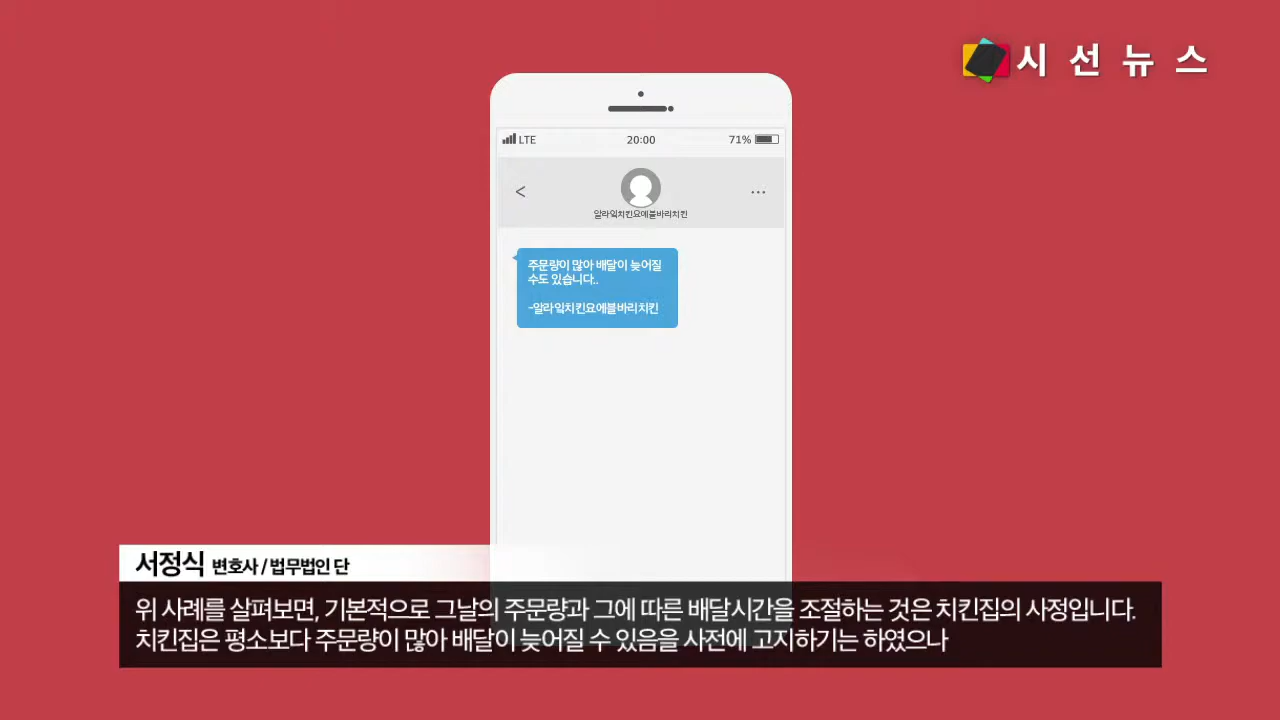 시선뉴스
LTE 20:00 71%
<
...
알라잌치킨요에블바리치킨
주문량이 많아 배달이 늦어질
수도 있습니다..
-알라잌치킨요에블바리치킨
서정식 변호사 / 법무법인 단
위 사례를 살펴보면, 기본적으로 그날의 주문량과 그에 따른 배달시간을 조절하는 것은 치킨집의 사정입니다.
치킨집은 평소보다 주문량이 많아 배달이 늦어질 수 있음을 사전에 고지하기는 하였으나